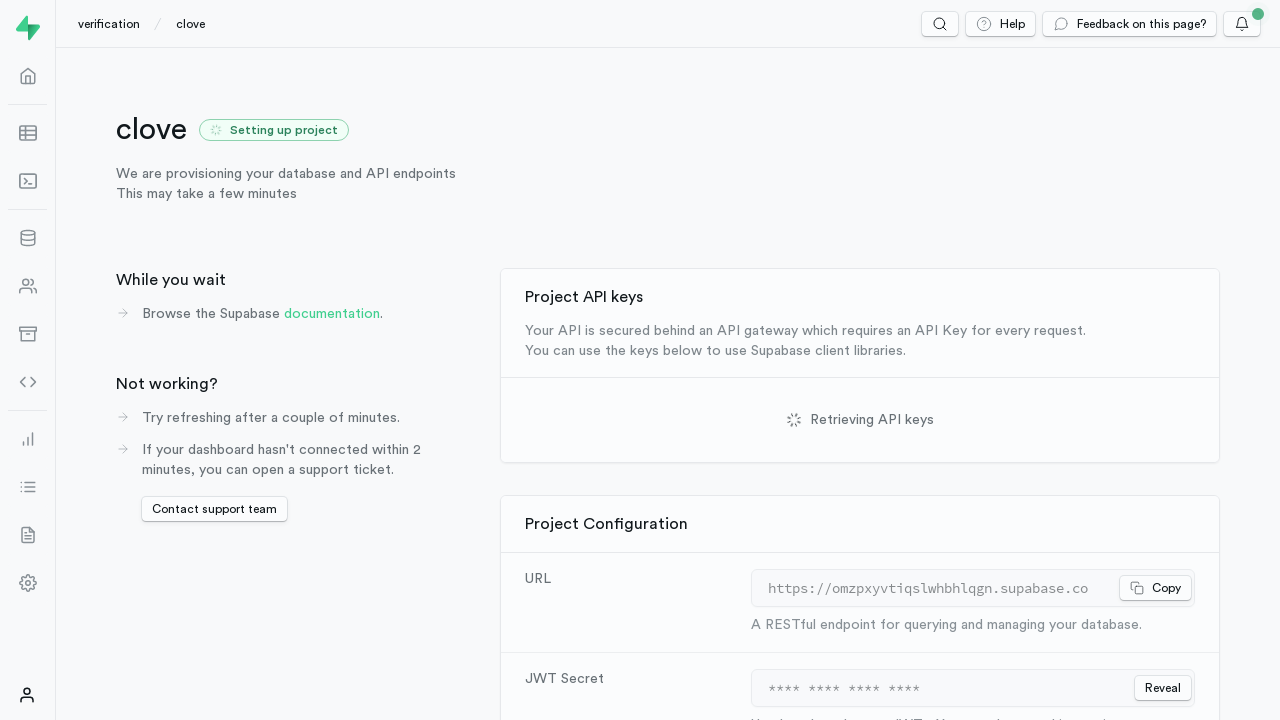 verification / clove
Help
Feedback on this page?
clove
Setting up project
We are provisioning your database and API endpoints
This may take a few minutes
While you wait
Browse the Supabase documentation.
Not working?
Try refreshing after a couple of minutes.
If your dashboard hasn't connected within 2
minutes, you can open a support ticket.
Contact support team
Project API keys
Your API is secured behind an API gateway which requires an API Key for every request.
You can use the keys below to use Supabase client libraries.
Retrieving API keys
Project Configuration
URL
https://omzpxyvtiqslwhbhlqgn.supabase.co
Copy
A RESTful endpoint for querying and managing your database.
JWT Secret
**** **** **** ****
Reveal